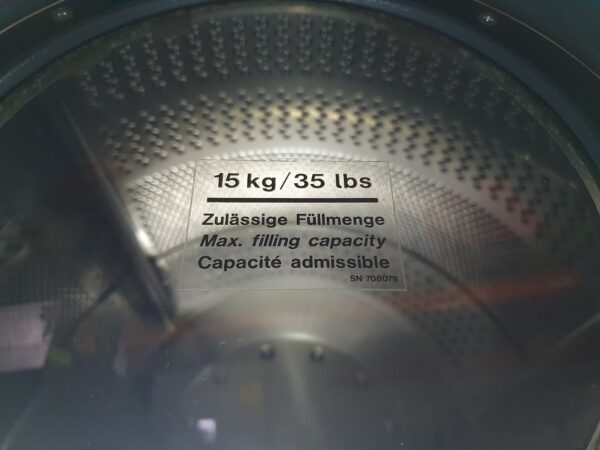 15 kg/35 lbs
Zulässige Füllmenge
Max. filling capacity
Capacité admissible
SN 708079